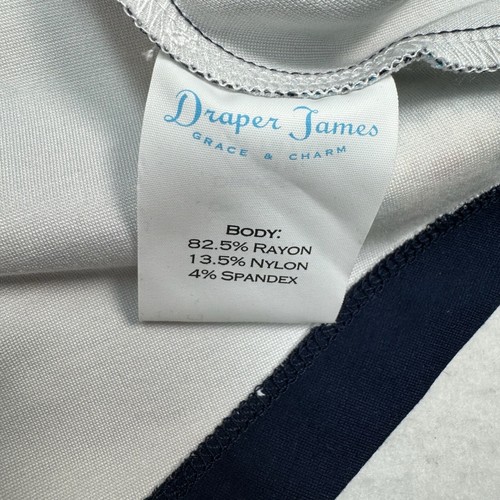 Draper James
GRACE & CHARM
BODY:
82.5% RAYON
13.5% NYLON
4% SPANDEX